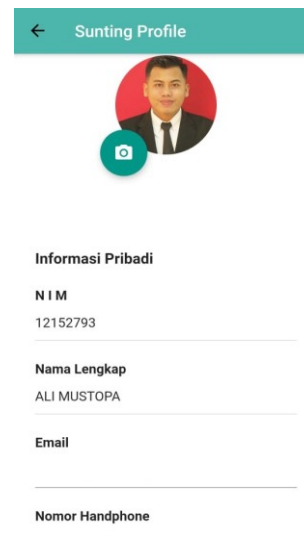 Sunting Profile
Informasi Pribadi
N I M
12152793
Nama Lengkap
ALI MUSTOPA
Email
Nomor Handphone